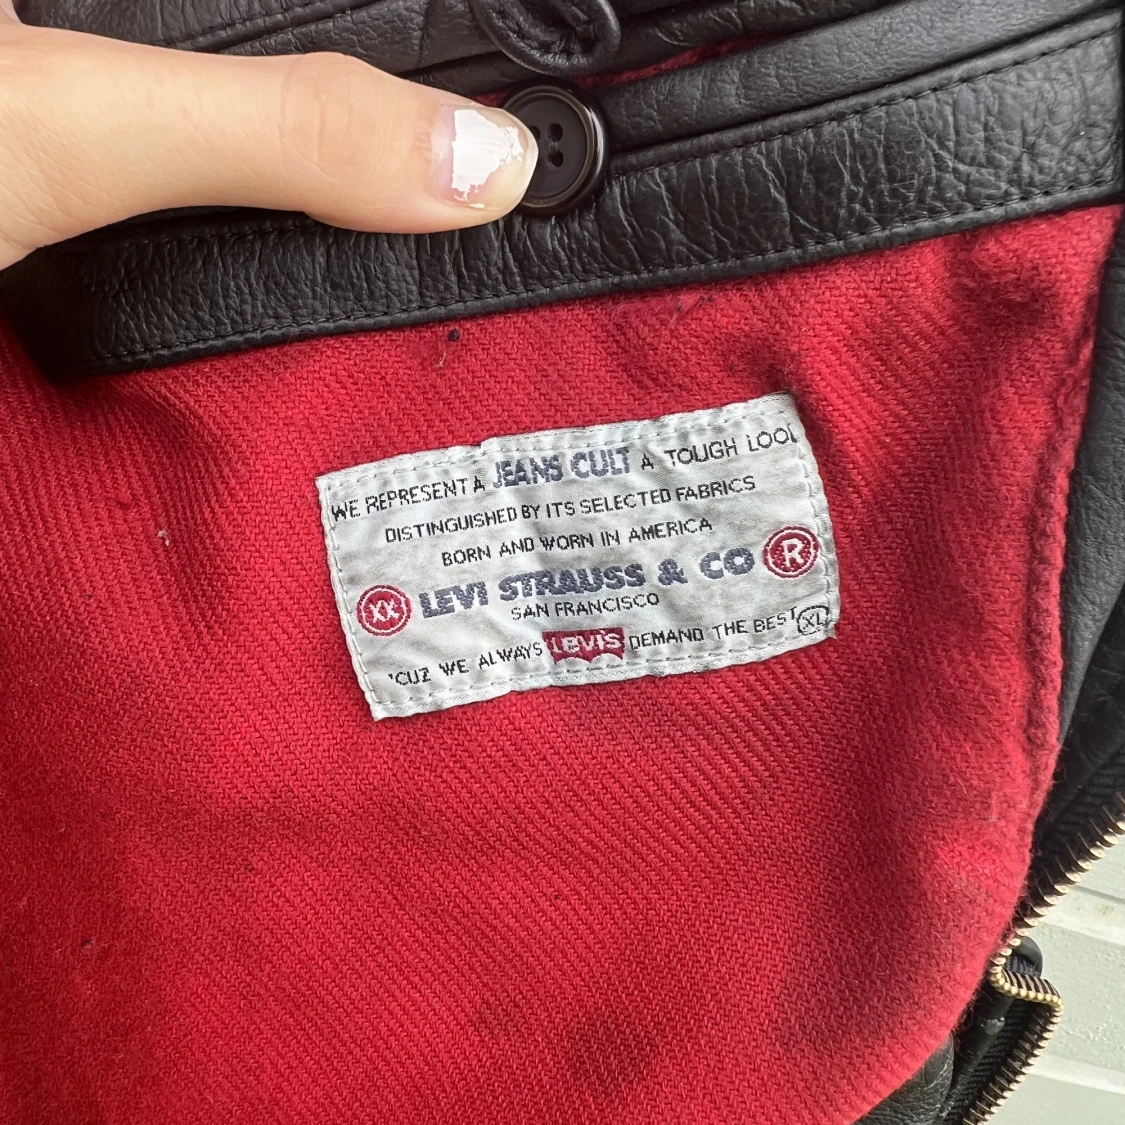 WE REPRESENT A JEANS CULT A TOUGH LOOK
DISTINGUISHED BY ITS SELECTED FABRICS
BORN AND WORN IN AMERICA
XX LEVI STRAUSS & CO R
SAN FRANCISCO
'CUZ WE ALWAYS LEVI'S DEMAND THE BEST XL